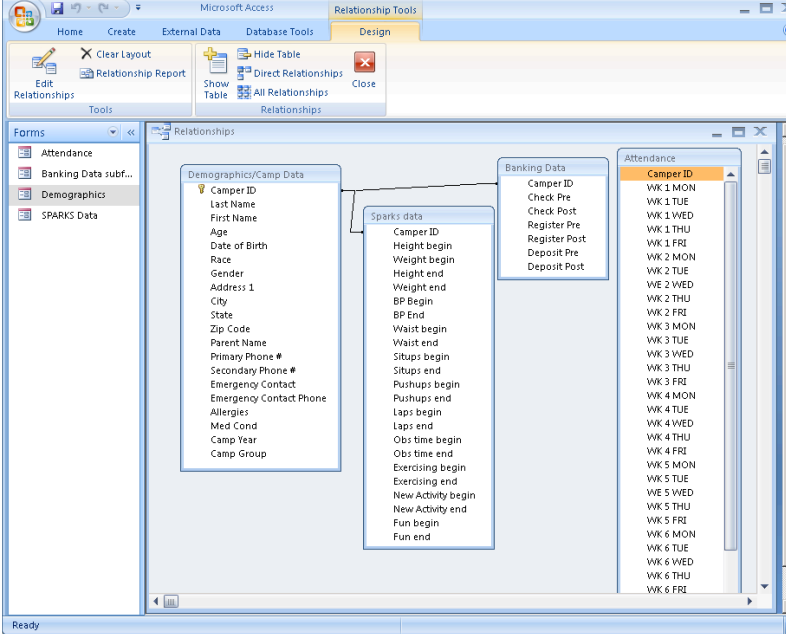 Microsoft Access
Relationship Tools
Home
Create
External Data
Database Tools
Design
Edit
Relationships
Clear Layout
Relationship Report
Tools
Show
Table
Hide Table
Direct Relationships
All Relationships
Close
Relationships
Forms
Attendance
Banking Data subf...
Demographics
SPARKS Data
Relationships
Demographics/Camp Data
Camper ID
Last Name
First Name
Age
Date of Birth
Race
Gender
Address 1
City
State
Zip Code
Parent Name
Primary Phone #
Secondary Phone #
Emergency Contact
Emergency Contact Phone
Allergies
Med Cond
Camp Year
Camp Group
Sparks data
Camper ID
Height begin
Weight begin
Height end
Weight end
BP Begin
BP End
Waist begin
Waist end
Situps begin
Situps end
Pushups begin
Pushups end
Laps begin
Laps end
Obs time begin
Obs time end
Exercising begin
Exercising end
New Activity begin
New Activity end
Fun begin
Fun end
Banking Data
Camper ID
Check Pre
Check Post
Register Pre
Register Post
Deposit Pre
Deposit Post
Attendance
Camper ID
WK 1 MON
WK 1 TUE
WK 1 WED
WK 1 THU
WK 1 FRI
WK 2 MON
WK 2 TUE
WE 2 WED
WK 2 THU
WK 2 FRI
WK 3 MON
WK 3 TUE
WK 3 WED
WK 3 THU
WK 3 FRI
WK 4 MON
WK 4 TUE
WK 4 WED
WK 4 THU
WK 4 FRI
WK 5 MON
WK 5 TUE
WE 5 WED
WK 5 THU
WK 5 FRI
WK 6 MON
WK 6 TUE
WK 6 WED
WK 6 THU
WK 6 FRI
Ready